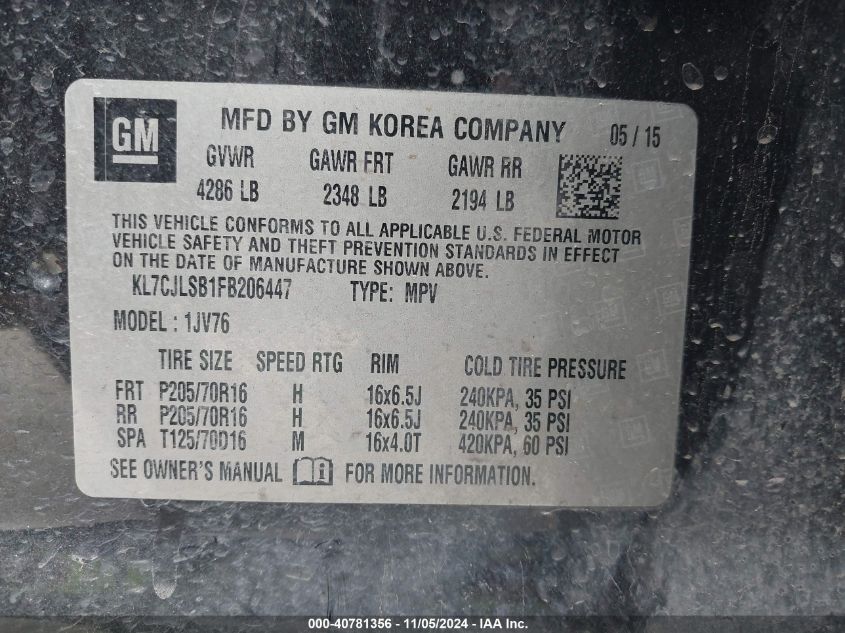 GM
MFD BY GM KOREA COMPANY 05 / 15
GVWR GAWR FRT GAWR RR
4286 LB 2348 LB 2194 LB
THIS VEHICLE CONFORMS TO ALL APPLICABLE U.S. FEDERAL MOTOR
VEHICLE SAFETY AND THEFT PREVENTION STANDARDS IN EFFECT
ON THE DATE OF MANUFACTURE SHOWN ABOVE.
KL7CJLSB1FB206447 TYPE: MPV
MODEL : 1JV76
TIRE SIZE SPEED RTG RIM COLD TIRE PRESSURE
FRT P205/70R16 H 16x6.5J 240KPA, 35 PSI
RR P205/70R16 H 16x6.5J 240KPA, 35 PSI
SPA T125/70D16 M 16x4.0T 420KPA, 60 PSI
SEE OWNER'S MANUAL i FOR MORE INFORMATION.
000-40781356 - 11/05/2024 - IAA Inc.